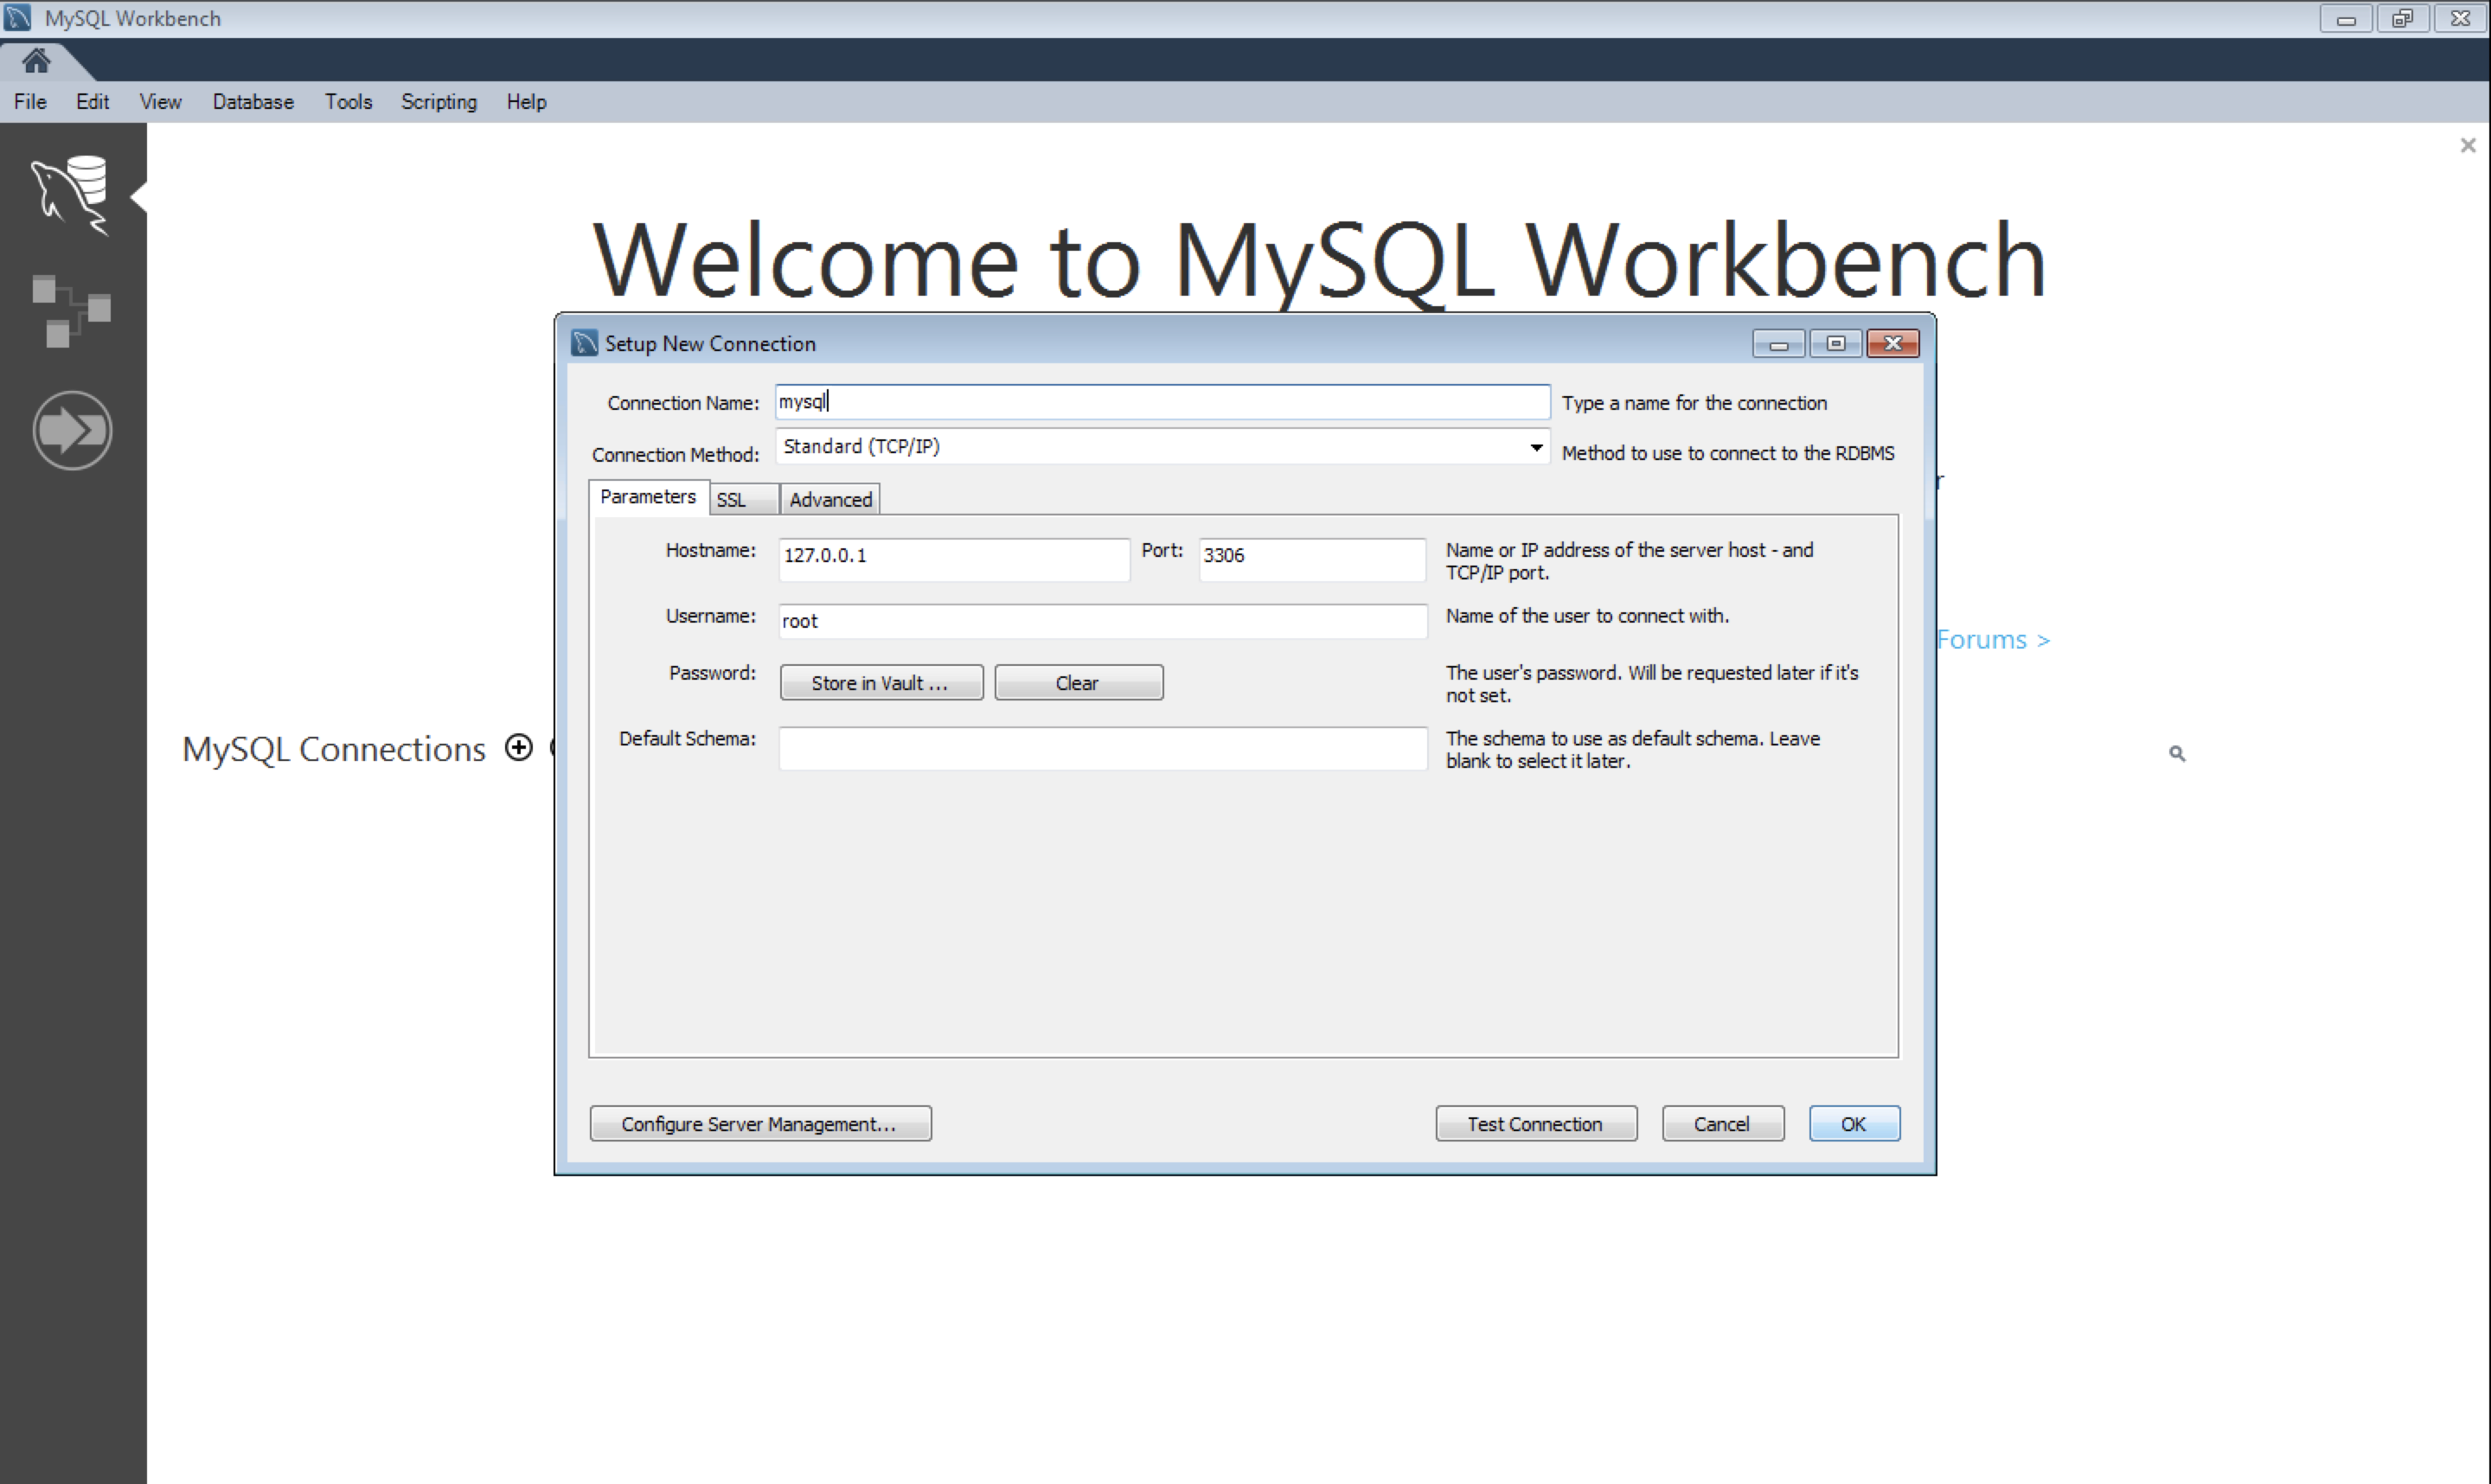 MySQL Workbench
File Edit View Database Tools Scripting Help
Welcome to MySQL Workbench
Setup New Connection
Connection Name: mysql Type a name for the connection
Connection Method: Standard (TCP/IP) Method to use to connect to the RDBMS
Parameters SSL Advanced
Hostname: 127.0.0.1 Port: 3306 Name or IP address of the server host - and
TCP/IP port.
Username: root Name of the user to connect with.
Password: Store in Vault ... Clear The user's password. Will be requested later if it's
not set.
Default Schema: The schema to use as default schema. Leave
blank to select it later.
Configure Server Management... Test Connection Cancel OK
r
Forums >
MySQL Connections